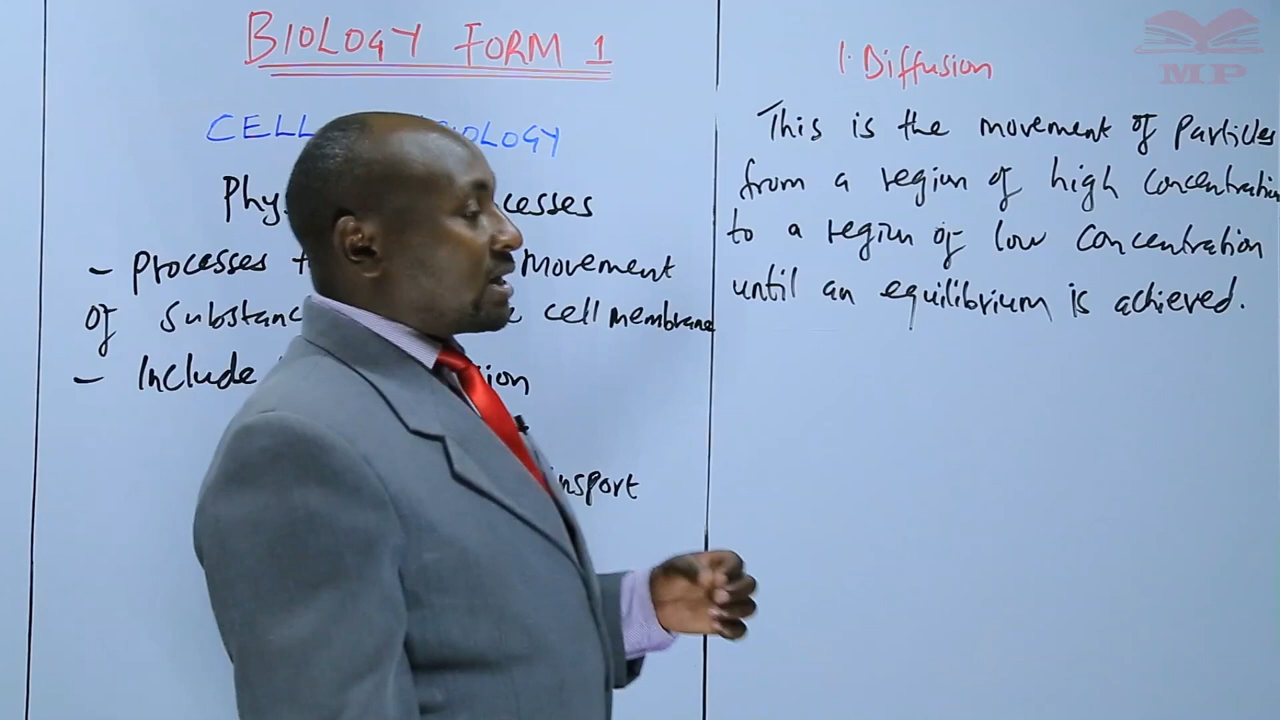 BIOLOGY FORM 1
CELL
IOLOGY
Phy
cesses
- Processes
movement
of
cell membrane
- Include
ion
nsport
1. Diffusion
This is the movement of particles
from a region of high concentration
to a region of low concentration
until an equilibrium is achieved.
MP